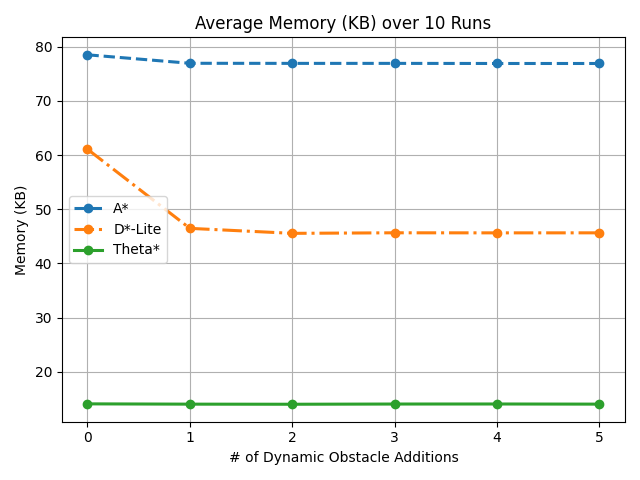 Average Memory (KB) over 10 Runs
80
70
60
50
40
30
20
Memory (KB)
A*
D*-Lite
Theta*
0 1 2 3 4 5
# of Dynamic Obstacle Additions